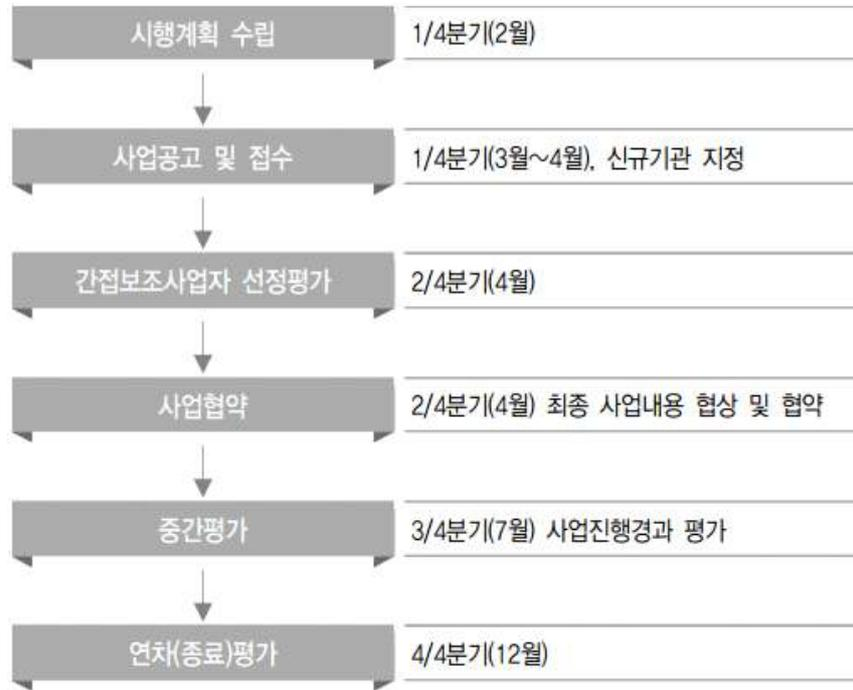 시행계획 수립
1/4분기(2월)
사업공고 및 접수
1/4분기(3월~4월), 신규기관 지정
간접보조사업자 선정평가
2/4분기(4월)
사업협약
2/4분기(4월) 최종 사업내용 협상 및 협약
중간평가
3/4분기(7월) 사업진행경과 평가
연차(종료)평가
4/4분기(12월)